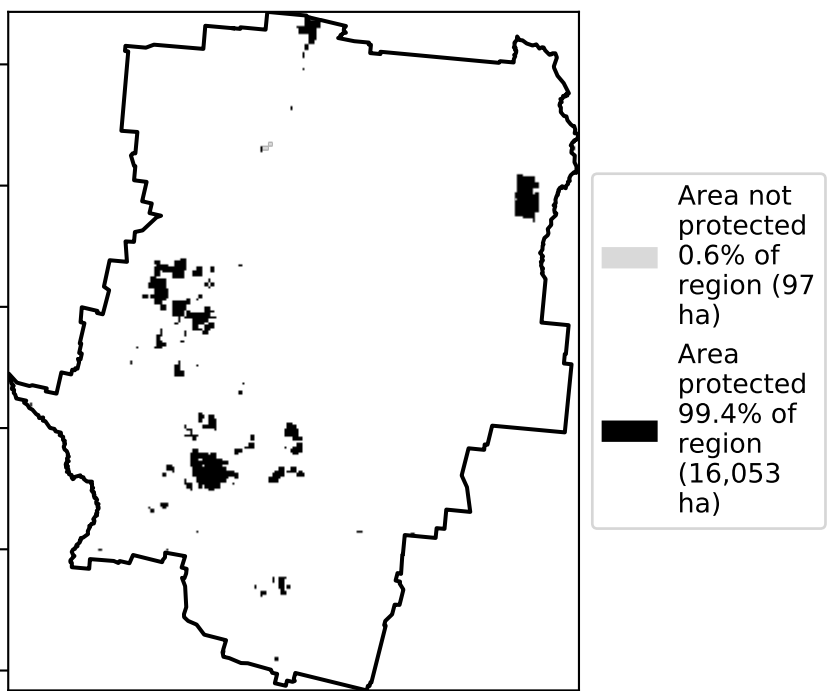 Area not
protected
0.6% of
region (97
ha)
Area
protected
99.4% of
region
(16,053
ha)